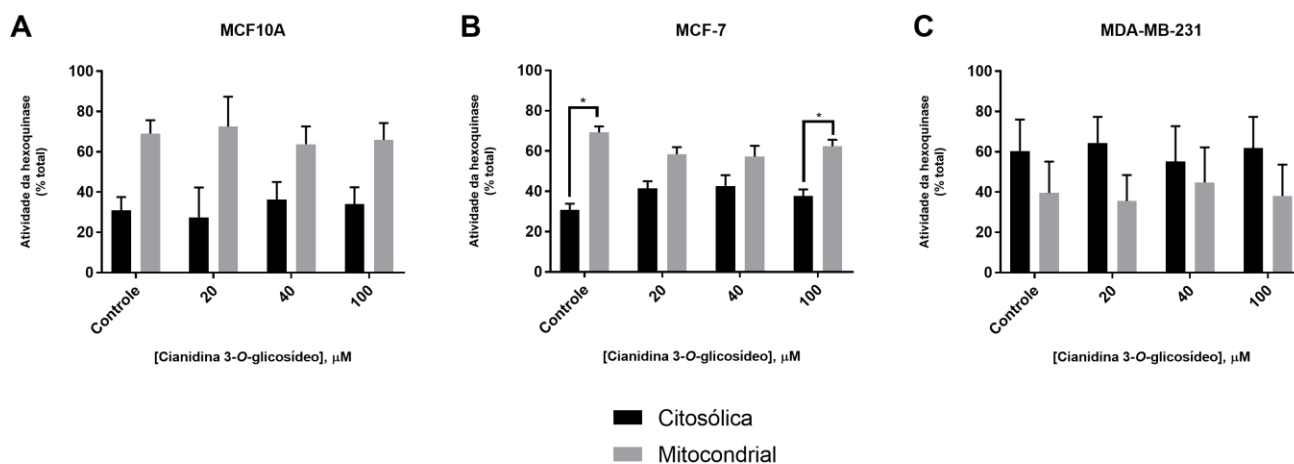 A
MCF10A
Atividade da hexoquinase
(% total)
100
80
60
40
20
0
Controle
20
40
100
[Cianidina 3-O-glicosídeo], μM
B
MCF-7
Atividade da hexoquinase
(% total)
100
80
60
40
20
0
*
*
Controle
20
40
100
[Cianidina 3-O-glicosídeo], μM
C
MDA-MB-231
Atividade da hexoquinase
(% total)
100
80
60
40
20
0
Controle
20
40
100
[Cianidina 3-O-glicosídeo], μM
Citosólica
Mitocondrial